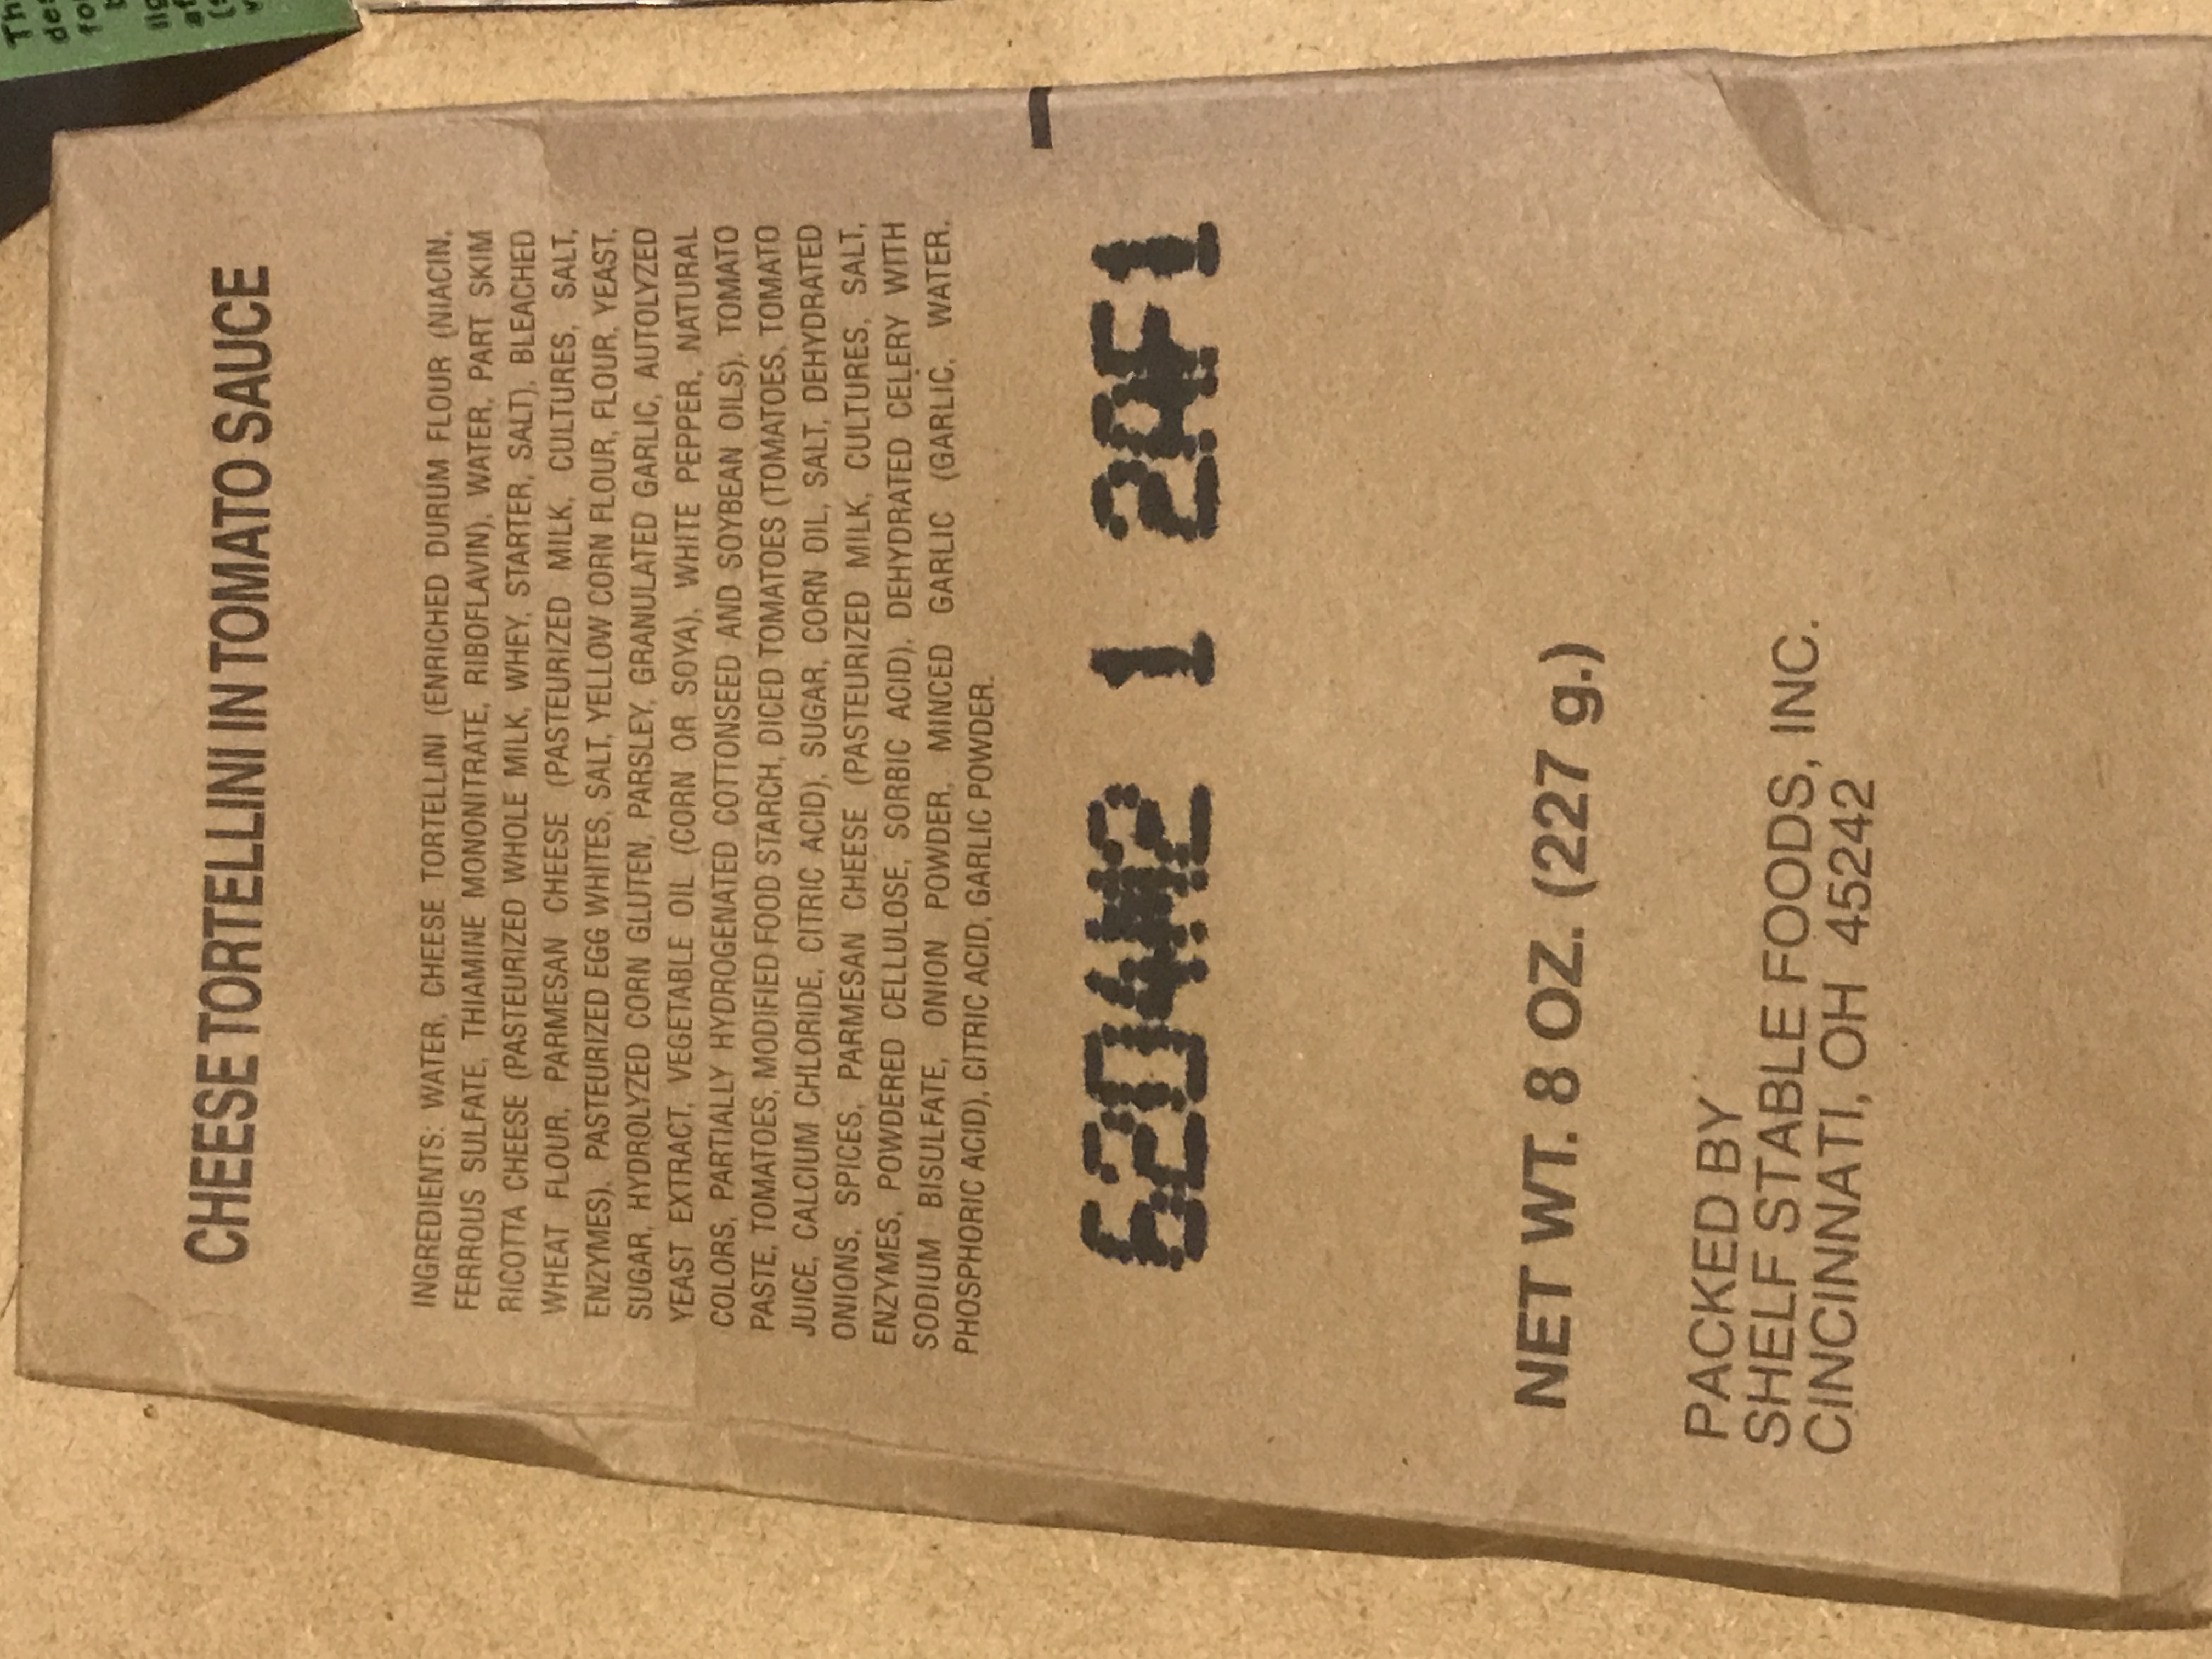 CHEESE TORTELLINI IN TOMATO SAUCE
INGREDIENTS: WATER, CHEESE TORTELLINI (ENRICHED DURUM FLOUR (NIACIN,
FERROUS SULFATE, THIAMINE MONONITRATE, RIBOFLAVIN), WATER, PART SKIM
RICOTTA CHEESE (PASTEURIZED WHOLE MILK, WHEY, STARTER, SALT), BLEACHED
WHEAT FLOUR, PARMESAN CHEESE (PASTEURIZED MILK, CULTURES, SALT,
ENZYMES), PASTEURIZED EGG WHITES, SALT, YELLOW CORN FLOUR, FLOUR, YEAST,
SUGAR, HYDROLYZED CORN GLUTEN, PARSLEY, GRANULATED GARLIC, AUTOLYZED
YEAST EXTRACT, VEGETABLE OIL (CORN OR SOYA), WHITE PEPPER, NATURAL
COLORS, PARTIALLY HYDROGENATED COTTONSEED AND SOYBEAN OILS), TOMATO
PASTE, TOMATOES, MODIFIED FOOD STARCH, DICED TOMATOES (TOMATOES, TOMATO
JUICE, CALCIUM CHLORIDE, CITRIC ACID), SUGAR, CORN OIL, SALT, DEHYDRATED
ONIONS, SPICES, PARMESAN CHEESE (PASTEURIZED MILK, CULTURES, SALT,
ENZYMES, POWDERED CELLULOSE, SORBIC ACID), DEHYDRATED CELERY WITH
SODIUM BISULFATE, ONION POWDER, MINCED GARLIC (GARLIC, WATER,
PHOSPHORIC ACID), CITRIC ACID, GARLIC POWDER.
1
NET WT. 8 OZ. (227 g.)
PACKED BY
SHELF STABLE FOODS, INC.
CINCINNATI, OH 45242